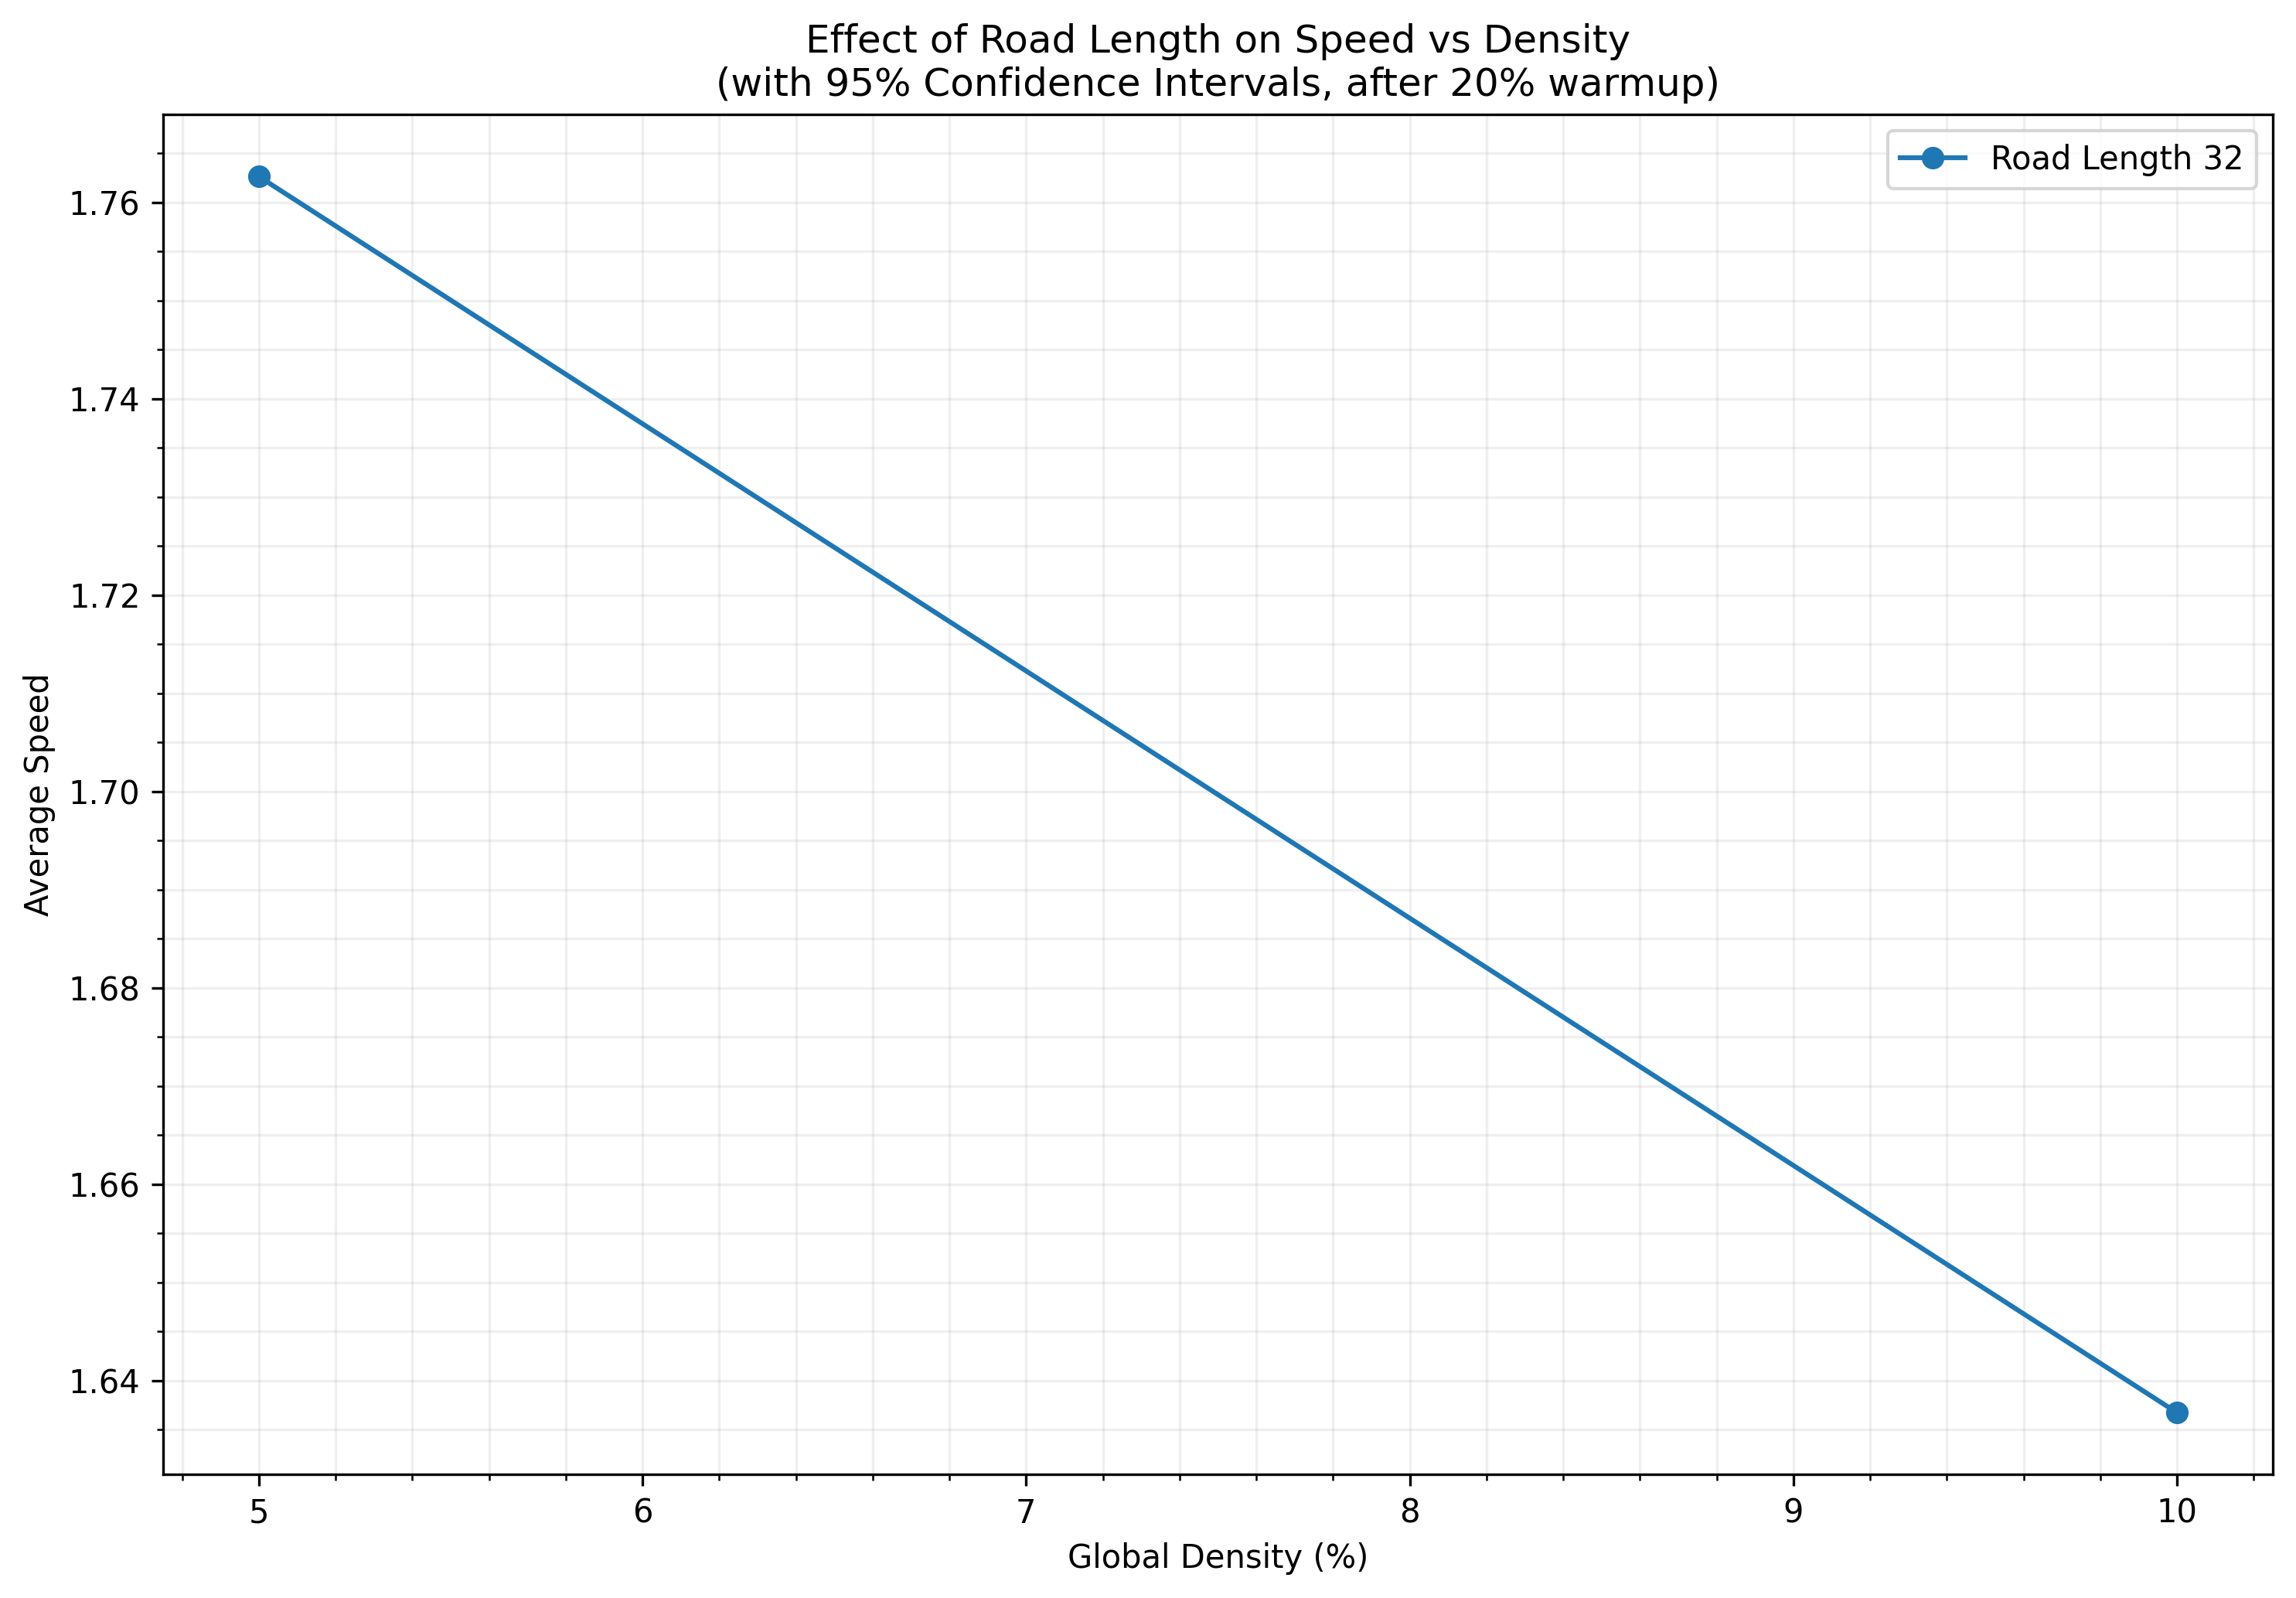 Effect of Road Length on Speed vs Density
(with 95% Confidence Intervals, after 20% warmup)
Road Length 32
1.76
1.74
1.72
1.70
1.68
1.66
1.64
Average Speed
5 6 7 8 9 10
Global Density (%)